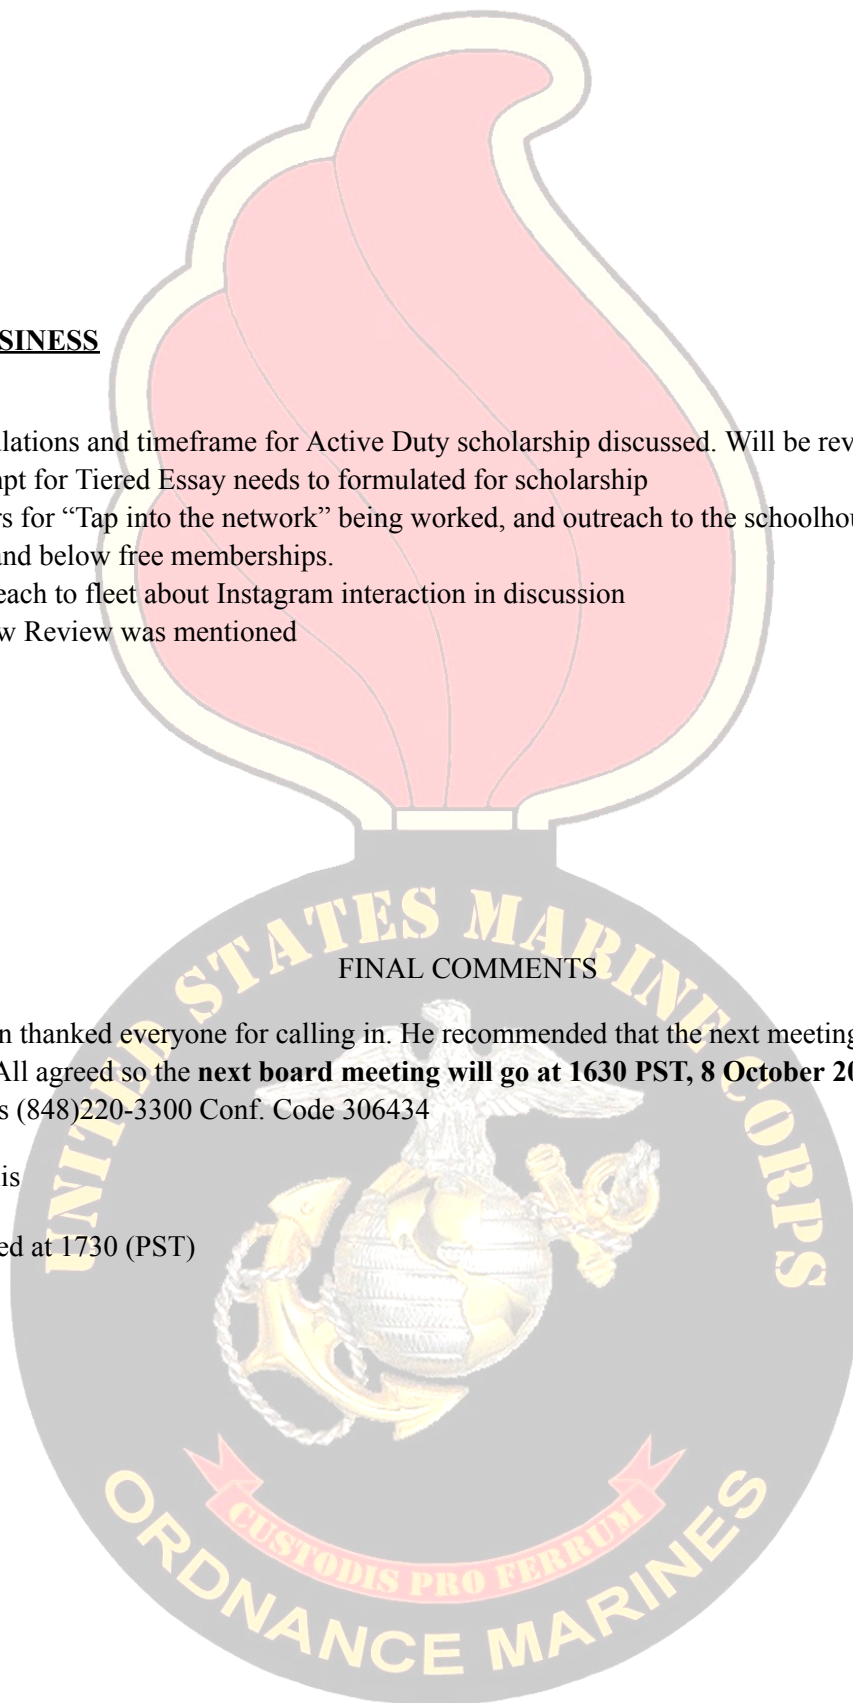 SINESS
lations and timeframe for Active Duty scholarship discussed. Will be rev
npt for Tiered Essay needs to formulated for scholarship
rs for “Tap into the network” being worked, and outreach to the schoolhou
and below free memberships.
each to fleet about Instagram interaction in discussion
w Review was mentioned
UNITED STATES MARINE CORPS
FINAL COMMENTS
n thanked everyone for calling in. He recommended that the next meeting
All agreed so the next board meeting will go at 1630 PST, 8 October 20
s (848)220-3300 Conf. Code 306434
is
ed at 1730 (PST)
CUSTODIS PRO FERRUM
ORDNANCE MARINES